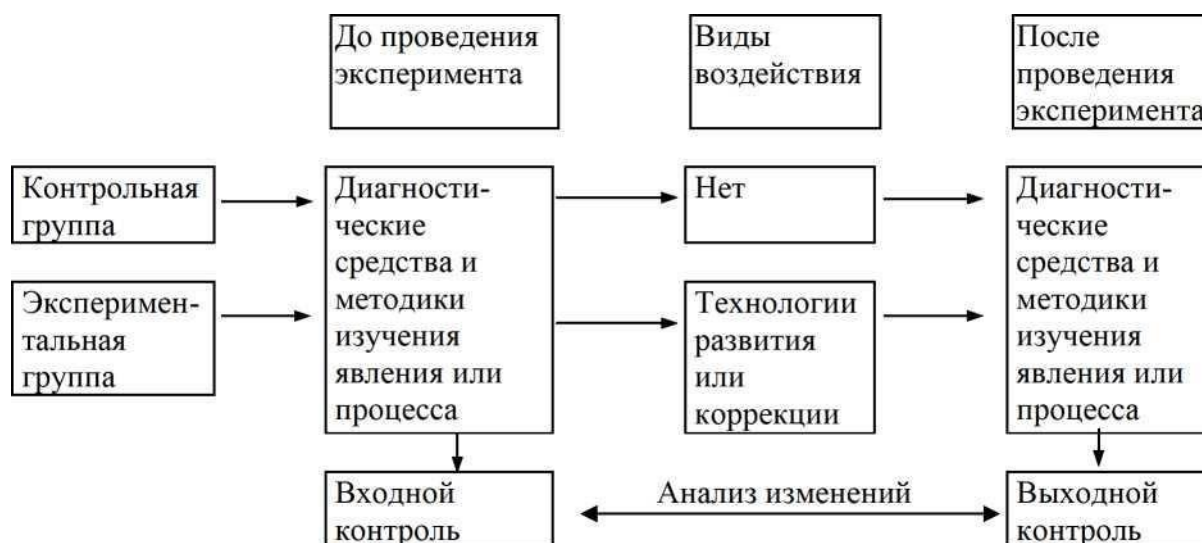 До проведения
эксперимента
Виды
воздействия
После
проведения
эксперимента
Контрольная
группа
Диагности-
ческие
средства и
методики
изучения
явления или
процесса
Нет
Диагности-
ческие
средства и
методики
изучения
явления или
процесса
Эксперимен-
тальная
группа
Технологии
развития
или
коррекции
Входной
контроль
Анализ изменений
Выходной
контроль